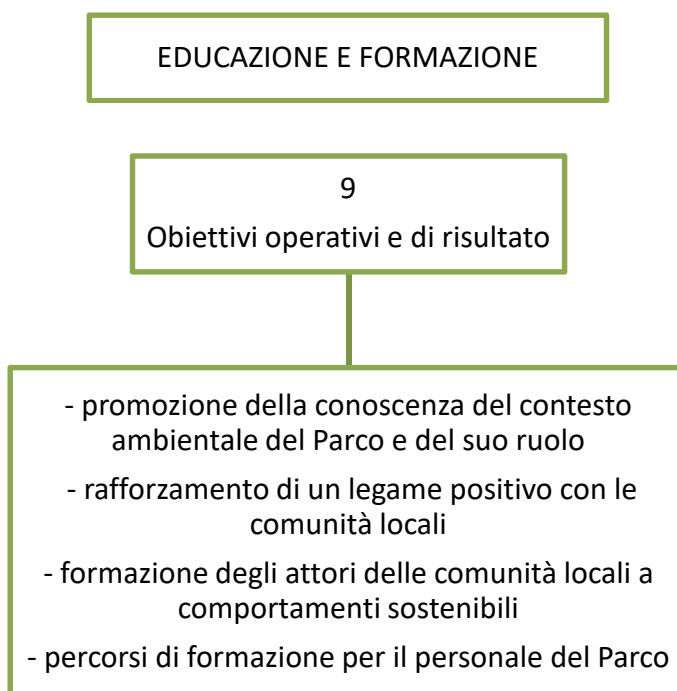 EDUCAZIONE E FORMAZIONE
9
Obiettivi operativi e di risultato
- promozione della conoscenza del contesto
ambientale del Parco e del suo ruolo
- rafforzamento di un legame positivo con le
comunità locali
- formazione degli attori delle comunità locali a
comportamenti sostenibili
- percorsi di formazione per il personale del Parco